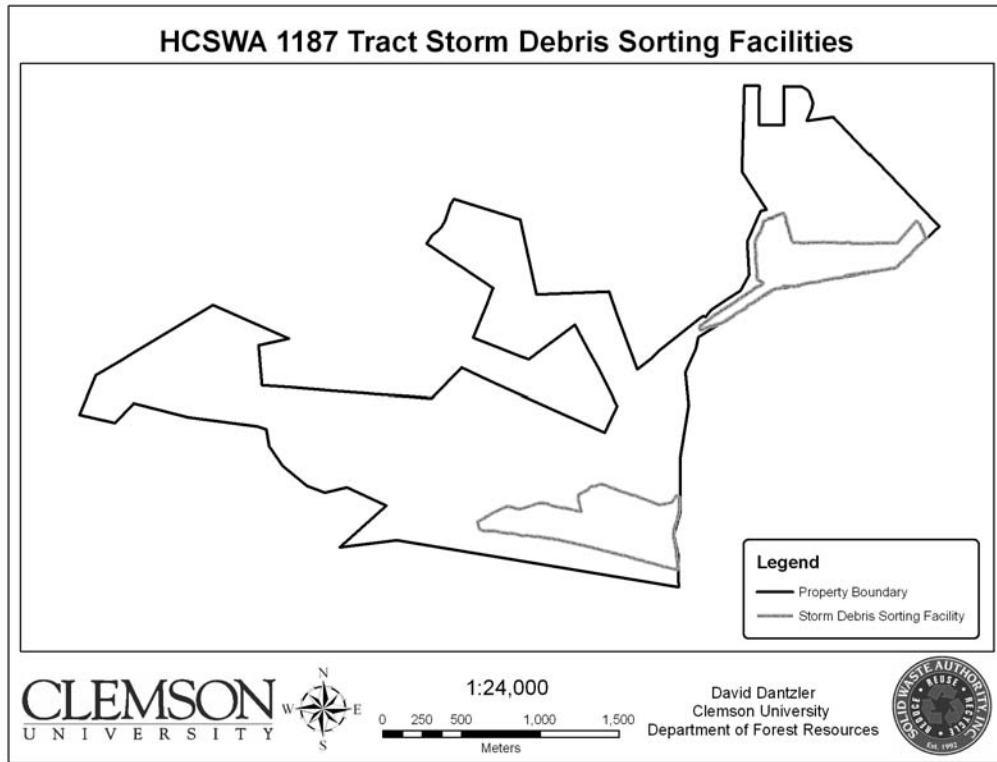 HCSWA 1187 Tract Storm Debris Sorting Facilities
Legend
Property Boundary
Storm Debris Sorting Facility
CLEMSON
UNIVERSITY
N
W E
S
1:24,000
0 250 500 1,000 1,500
Meters
David Dantzler
Clemson University
Department of Forest Resources
SOLID WASTE AUTHORITY INC
REDUCE REUSE RECYCLE
Est. 1992